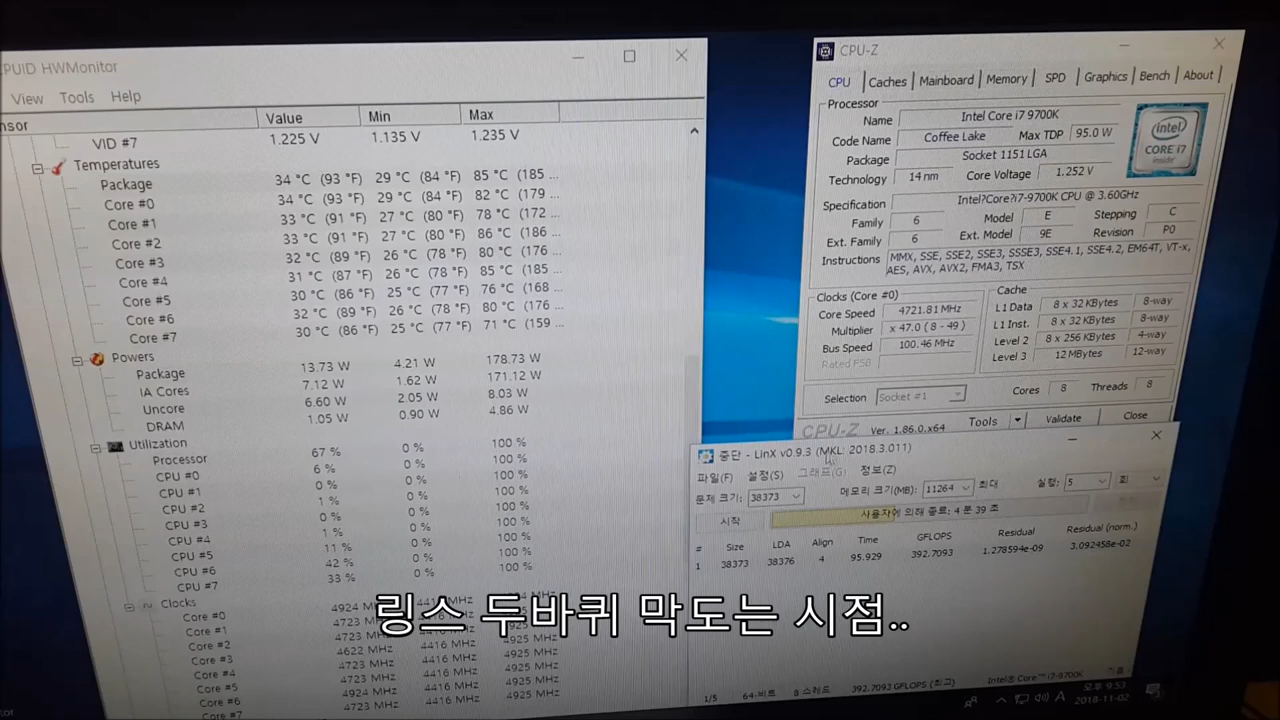 CPUID HWMonitor
View Tools Help
Value Min Max
VID #7 1.225 V 1.135 V 1.235 V
Temperatures
Package 34 °C (93 °F) 29 °C (84 °F) 85 °C (185 ...
Core #0 34 °C (93 °F) 29 °C (84 °F) 82 °C (179 ...
Core #1 33 °C (91 °F) 27 °C (80 °F) 78 °C (172 ...
Core #2 33 °C (91 °F) 27 °C (80 °F) 86 °C (186 ...
Core #3 32 °C (89 °F) 26 °C (78 °F) 80 °C (176 ...
Core #4 31 °C (87 °F) 26 °C (78 °F) 85 °C (185 ...
Core #5 30 °C (86 °F) 25 °C (77 °F) 76 °C (168 ...
Core #6 32 °C (89 °F) 26 °C (78 °F) 80 °C (176 ...
Core #7 30 °C (86 °F) 25 °C (77 °F) 71 °C (159 ...
Powers
Package 13.73 W 4.21 W 178.73 W
IA Cores 7.12 W 1.62 W 171.12 W
Uncore 6.60 W 2.05 W 8.03 W
DRAM 1.05 W 0.90 W 4.86 W
Utilization
Processor 67 % 0 % 100 %
CPU #0 6 % 0 % 100 %
CPU #1 0 % 0 % 100 %
CPU #2 1 % 0 % 100 %
CPU #3 0 % 0 % 100 %
CPU #4 1 % 0 % 100 %
CPU #5 11 % 0 % 100 %
CPU #6 42 % 0 % 100 %
CPU #7 33 % 0 % 100 %
Clocks
Core #0 4924 MHz
Core #1 4723 MHz 4925 MHz
Core #2 4622 MHz 4416 MHz 4925 MHz
Core #3 4723 MHz 4416 MHz 4925 MHz
Core #4 4723 MHz 4416 MHz 4925 MHz
Core #5 4924 MHz 4416 MHz 4925 MHz
Core #6 4723 MHz 4416 MHz 4925 MHz
Core #7
CPU-Z
CPU Caches Mainboard Memory SPD Graphics Bench About
Processor
Name Intel Core i7 9700K
Code Name Coffee Lake Max TDP 95.0 W
Package Socket 1151 LGA
Technology 14 nm Core Voltage 1.252 V
intel CORE i7 inside
Specification Intel?Core?i7-9700K CPU @ 3.60GHz
Family 6 Model E Stepping C
Ext. Family 6 Ext. Model 9E Revision P0
Instructions MMX, SSE, SSE2, SSE3, SSSE3, SSE4.1, SSE4.2, EM64T, VT-x,
AES, AVX, AVX2, FMA3, TSX
Clocks (Core #0) Cache
Core Speed 4721.81 MHz L1 Data 8 x 32 KBytes 8-way
Multiplier x 47.0 ( 8 - 49 ) L1 Inst. 8 x 32 KBytes 8-way
Bus Speed 100.46 MHz Level 2 8 x 256 KBytes 4-way
Rated FSB Level 3 12 MBytes 12-way
Selection Socket #1 Cores 8 Threads 8
CPU-Z Ver. 1.86.0.x64 Tools Validate Close
중단 - LinX v0.9.3 (MKL: 2018.3.011)
파일(F) 설정(S) 그래프(G) 정보(Z)
문제 크기: 38373 메모리 크기(MB): 11264 최대 실행: 5 회
시작 사용자에 의해 종료: 4 분 39 초
# Size LDA Align Time GFLOPS Residual Residual (norm.)
1 38373 38376 4 95.929 392.7093 1.278594e-09 3.092456e-02
링스 두바퀴 막도는 시점..
1/5 64-비트 8 스레드 392.7093 GFLOPS (최고) Intel® Core™ i7-9700K 기록
A 오후 9:53
2018-11-02